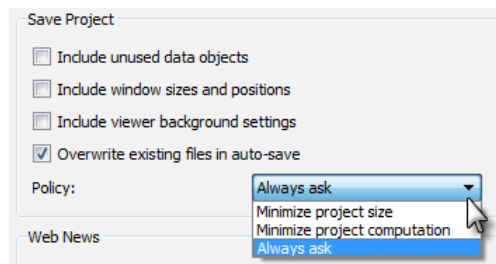 Save Project
Include unused data objects
Include window sizes and positions
Include viewer background settings
Overwrite existing files in auto-save
Policy: Always ask
Minimize project size
Minimize project computation
Always ask
Web News